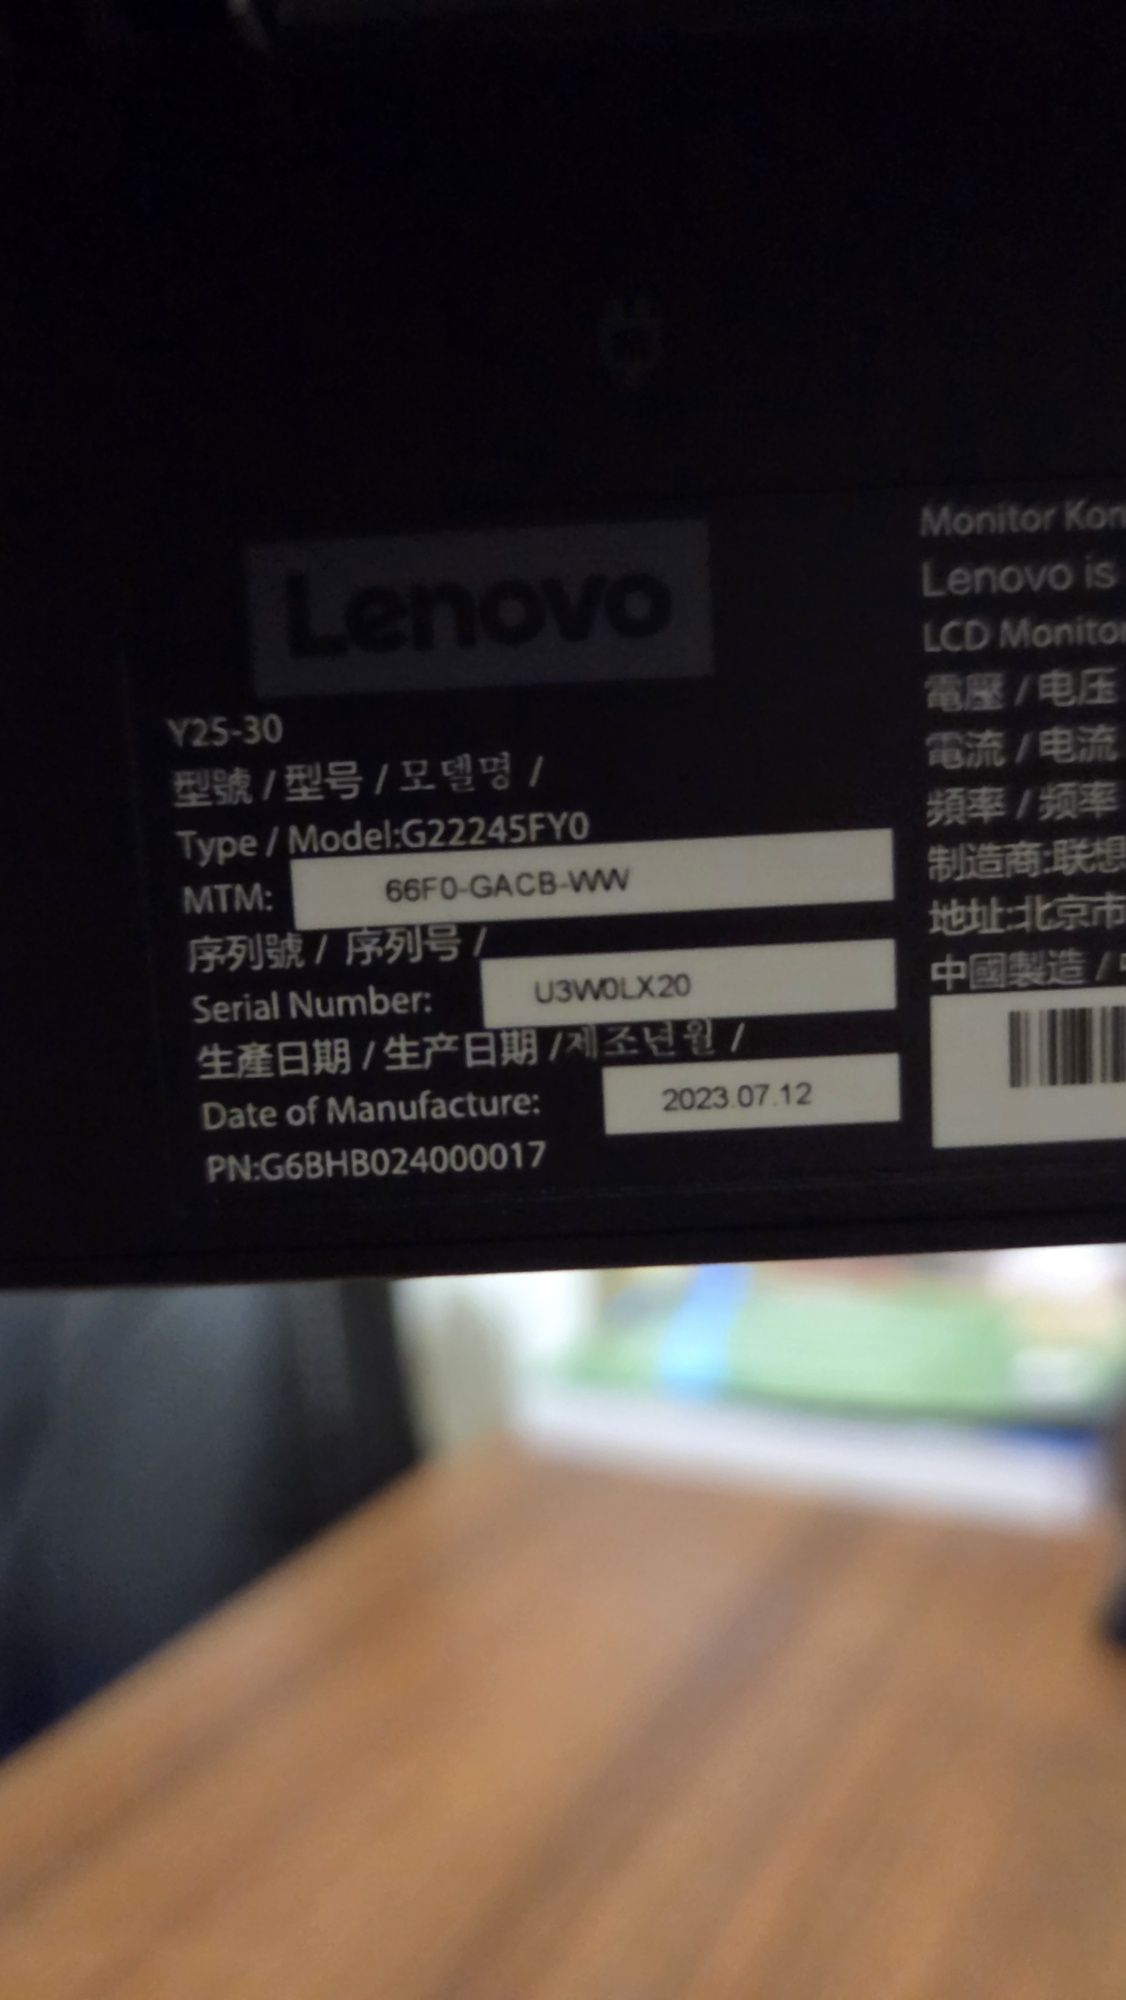 Lenovo
Y25-30
型號 / 型号 / 모델명 /
Type / Model:G22245FY0
MTM: 66F0-GACB-WW
序列號 / 序列号 /
Serial Number: U3W0LX20
生產日期 / 生产日期 /제조년월 /
Date of Manufacture: 2023.07.12
PN:G6BHB024000017
Monitor Kon
Lenovo is
LCD Monitor
電壓 / 电压
電流 / 电流
頻率 / 频率
制造商:联想
地址:北京市
中國製造 /